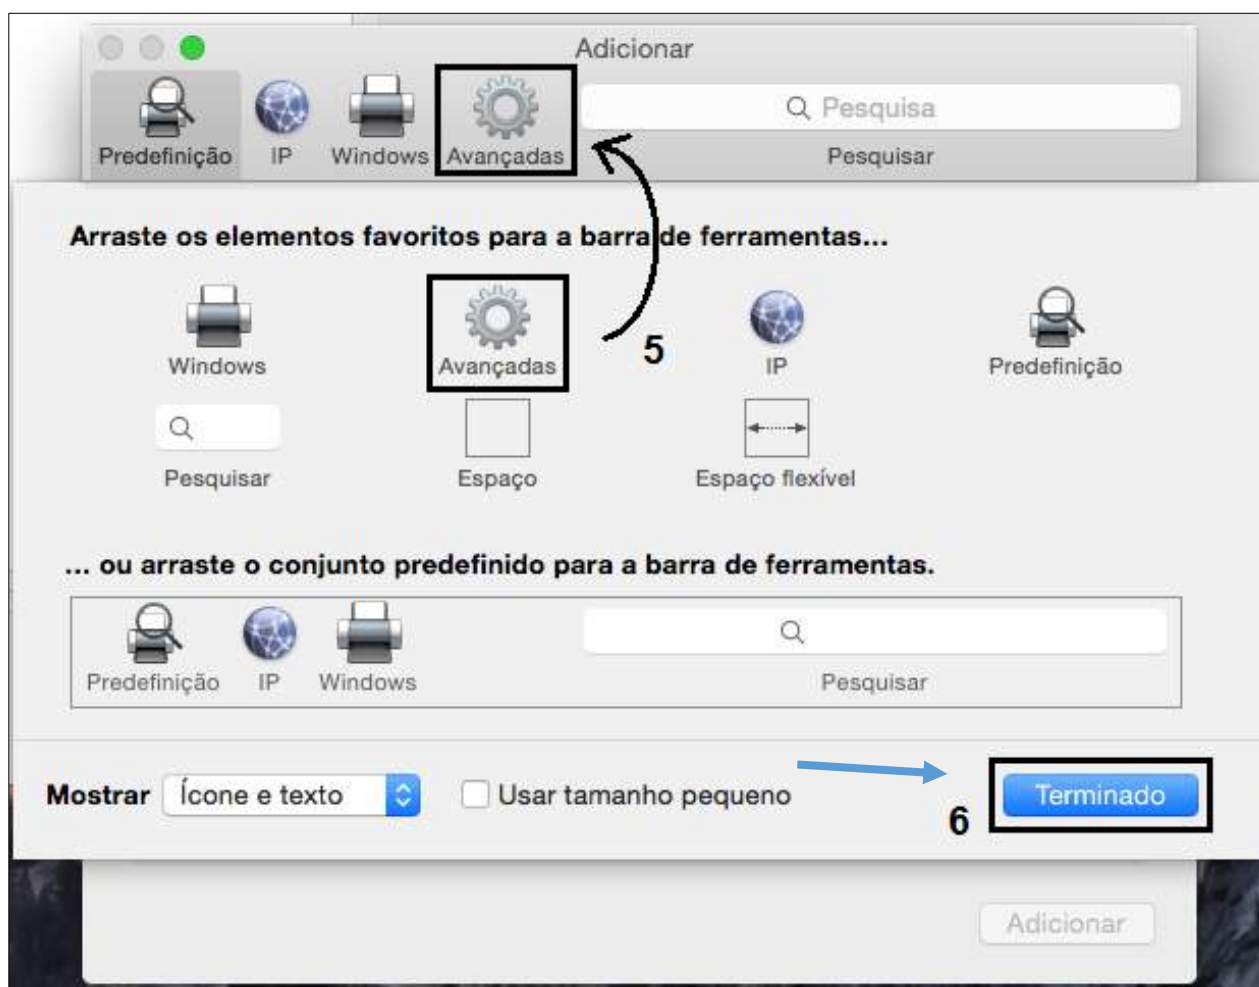 Adicionar
Pesquisa
Predefinição IP Windows Avançadas Pesquisar
Arraste os elementos favoritos para a barra de ferramentas...
5
Windows Avançadas IP Predefinição
Pesquisar Espaço Espaço flexível
... ou arraste o conjunto predefinido para a barra de ferramentas.
Predefinição IP Windows Pesquisar
Mostrar Ícone e texto Usar tamanho pequeno Terminado
6
Adicionar